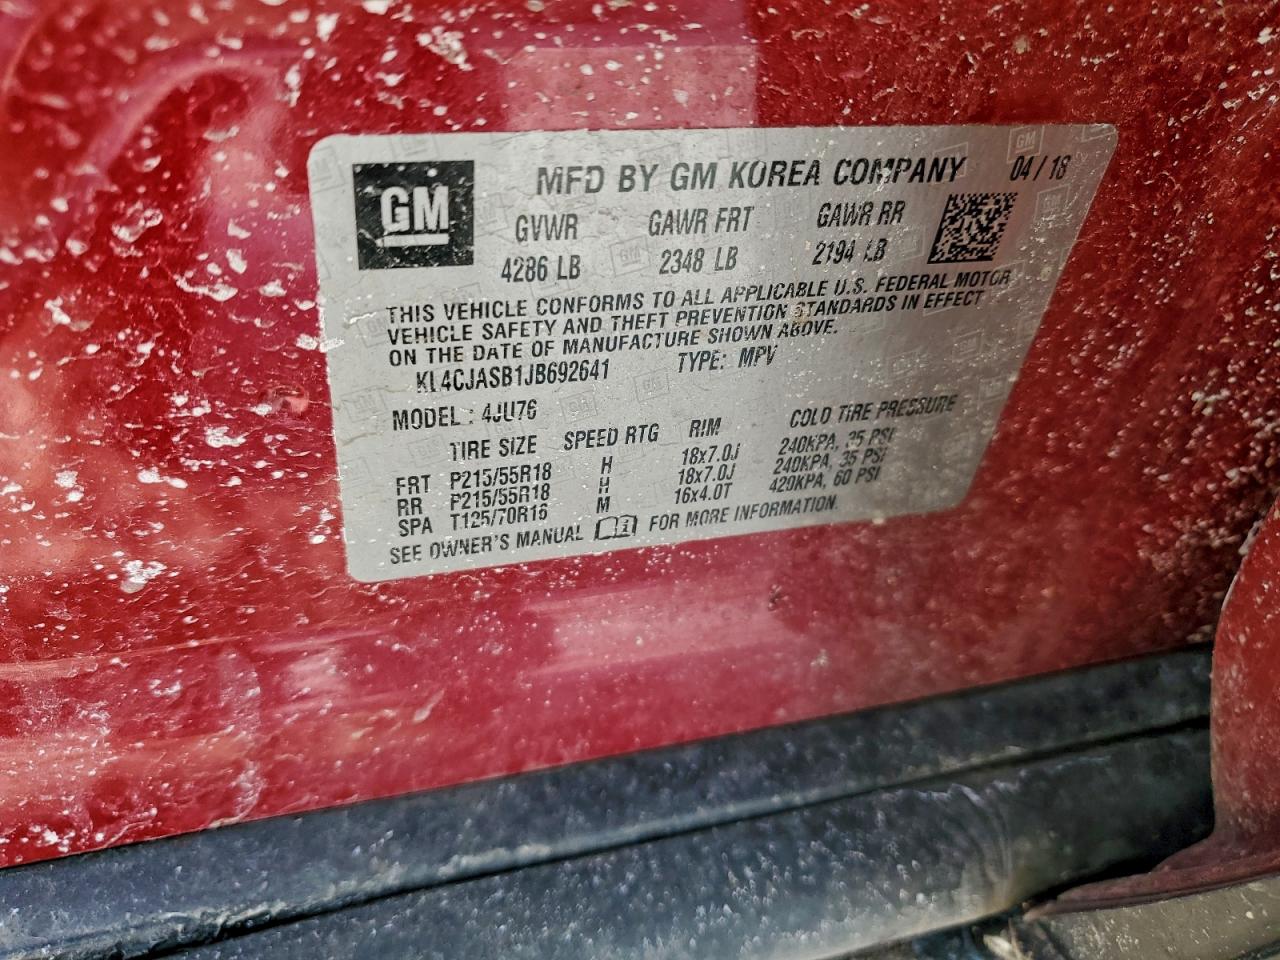 GM
MFD BY GM KOREA COMPANY 04/18
GVWR GAWR FRT GAWR RR
4286 LB 2348 LB 2194 LB
THIS VEHICLE CONFORMS TO ALL APPLICABLE U.S. FEDERAL MOTOR
VEHICLE SAFETY AND THEFT PREVENTION STANDARDS IN EFFECT
ON THE DATE OF MANUFACTURE SHOWN ABOVE.
KL4CJASB1JB692641 TYPE: MPV
MODEL: 4JU76
TIRE SIZE SPEED RTG RIM COLD TIRE PRESSURE
FRT P215/55R18 H 18x7.0J 240KPA, 35 PSI
RR P215/55R18 H 18x7.0J 240KPA, 35 PSI
SPA T125/70R16 M 16x4.0T 420KPA, 60 PSI
SEE OWNER'S MANUAL FOR MORE INFORMATION.